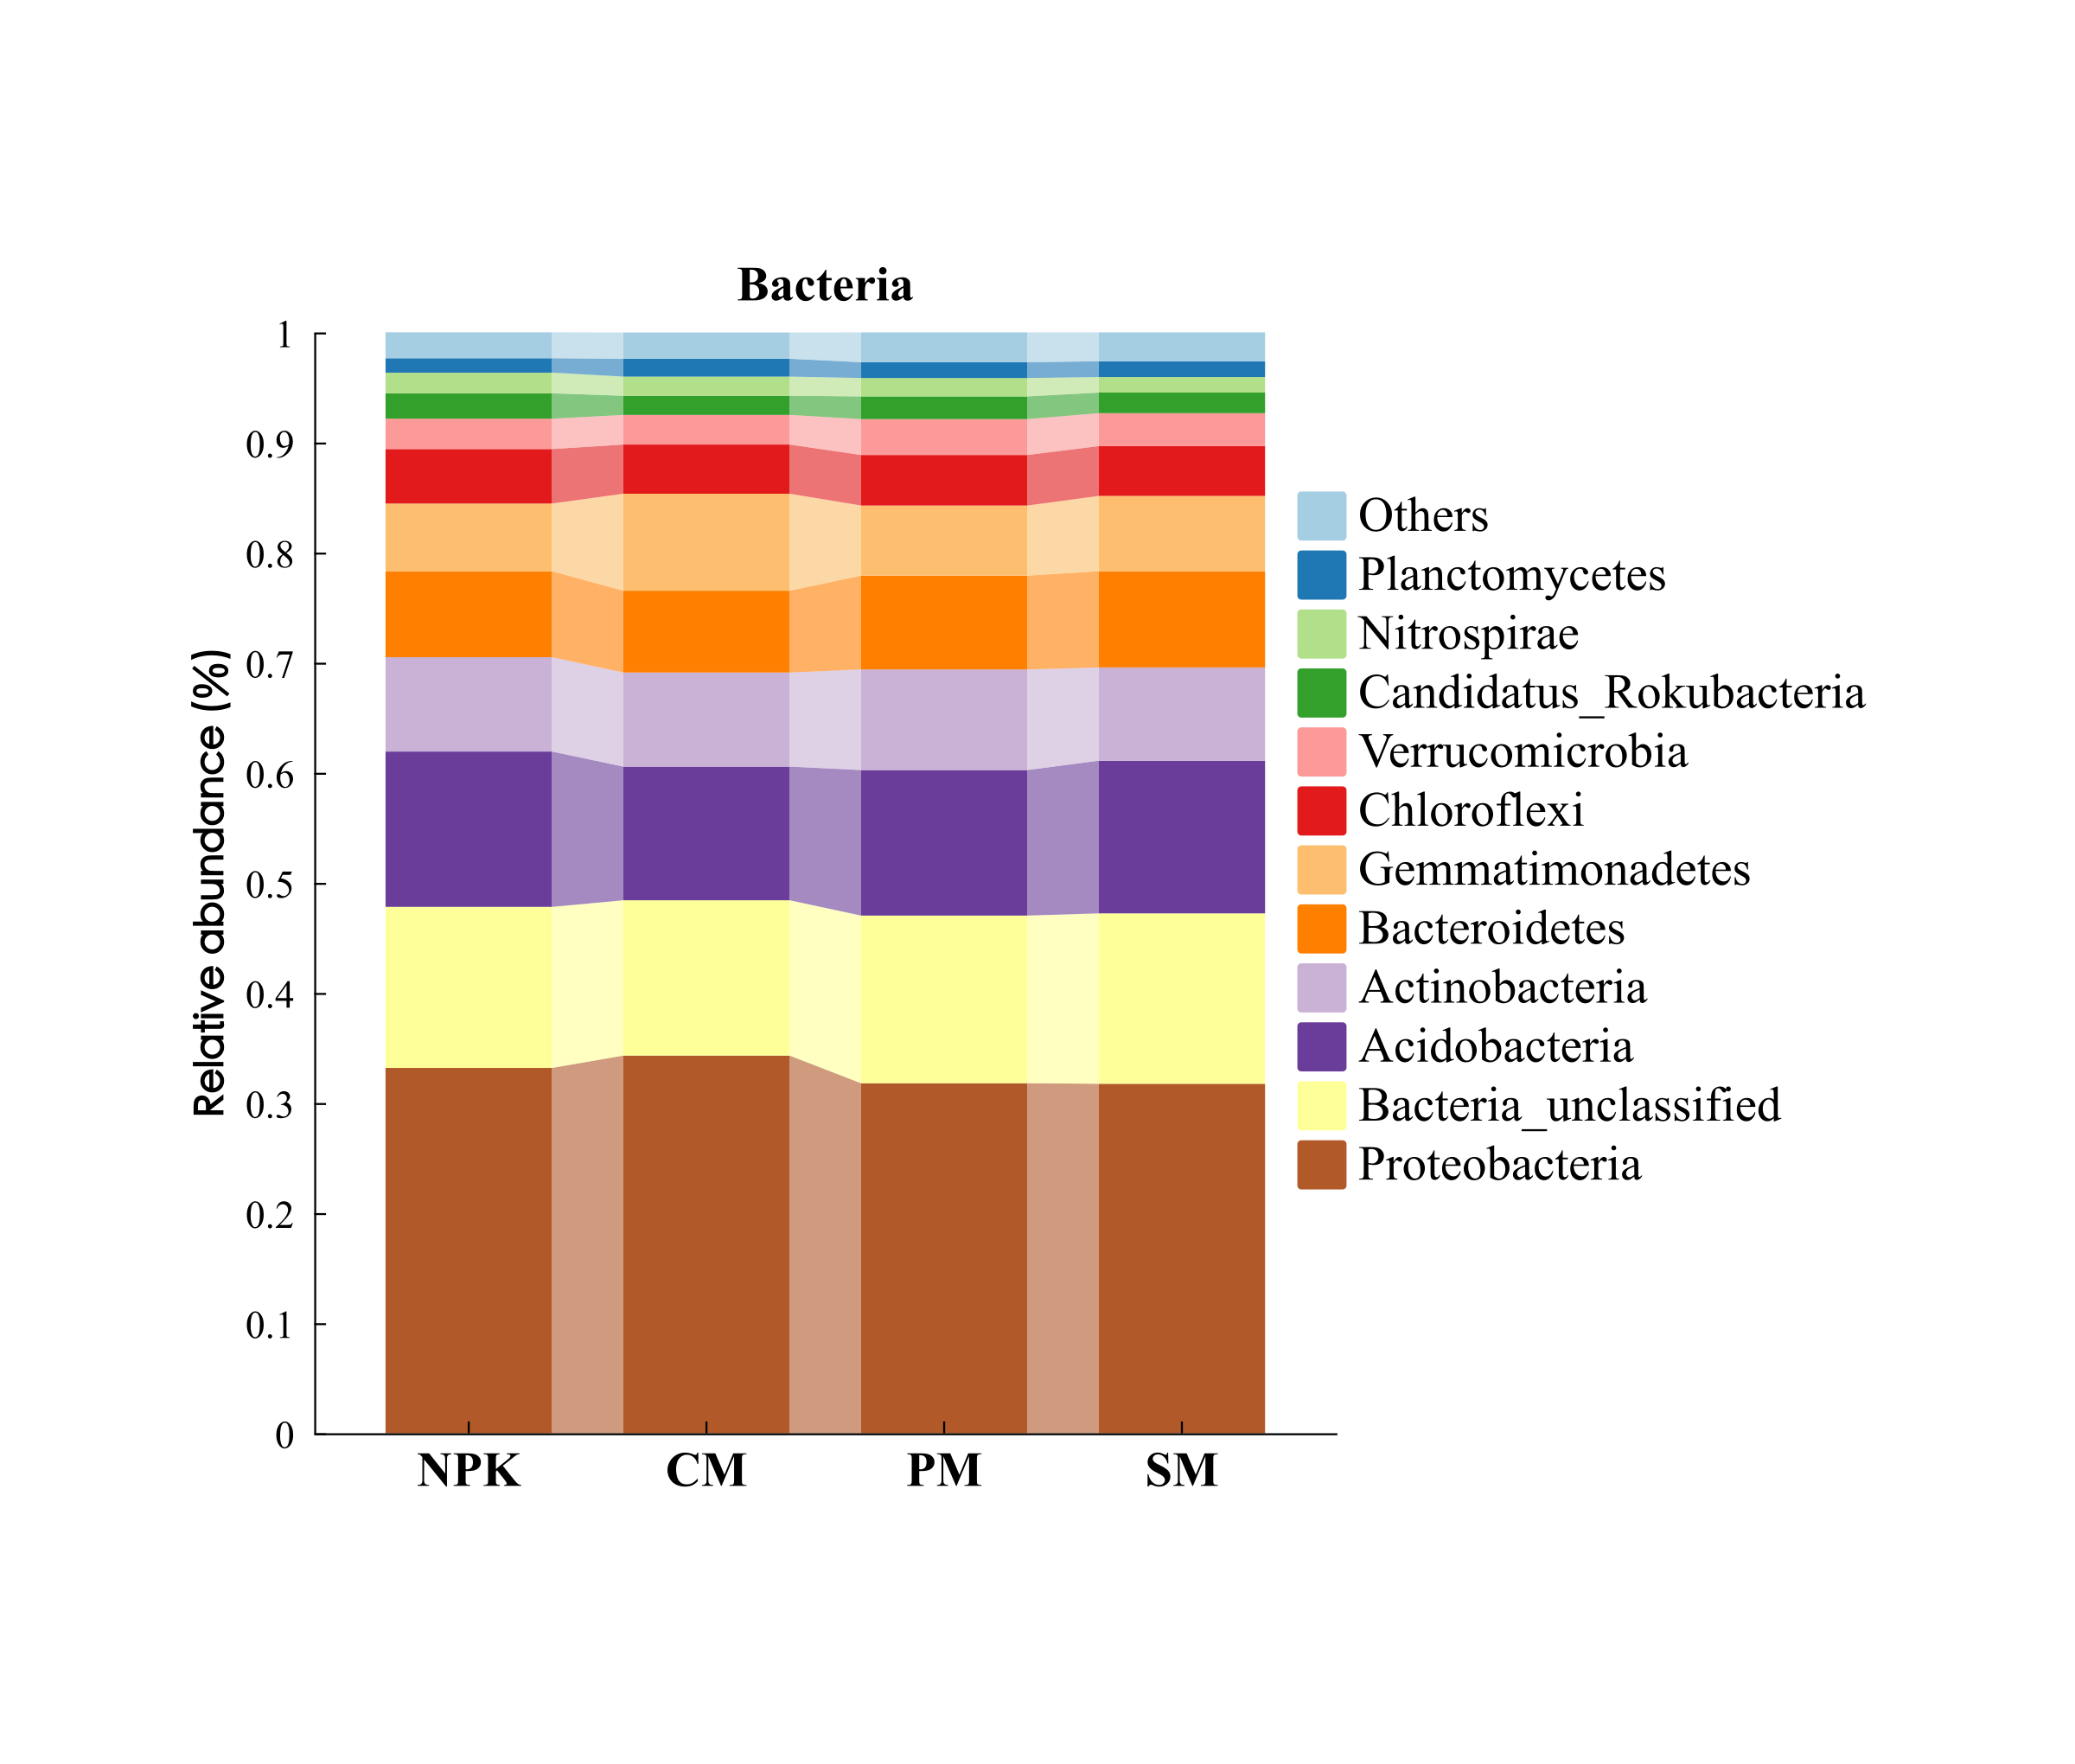 Bacteria
Relative abundance (%)
1
0.9
0.8
0.7
0.6
0.5
0.4
0.3
0.2
0.1
0
NPK CM PM SM
Others
Planctomycetes
Nitrospirae
Candidatus_Rokubacteria
Verrucomicrobia
Chloroflexi
Gemmatimonadetes
Bacteroidetes
Actinobacteria
Acidobacteria
Bacteria_unclassified
Proteobacteria